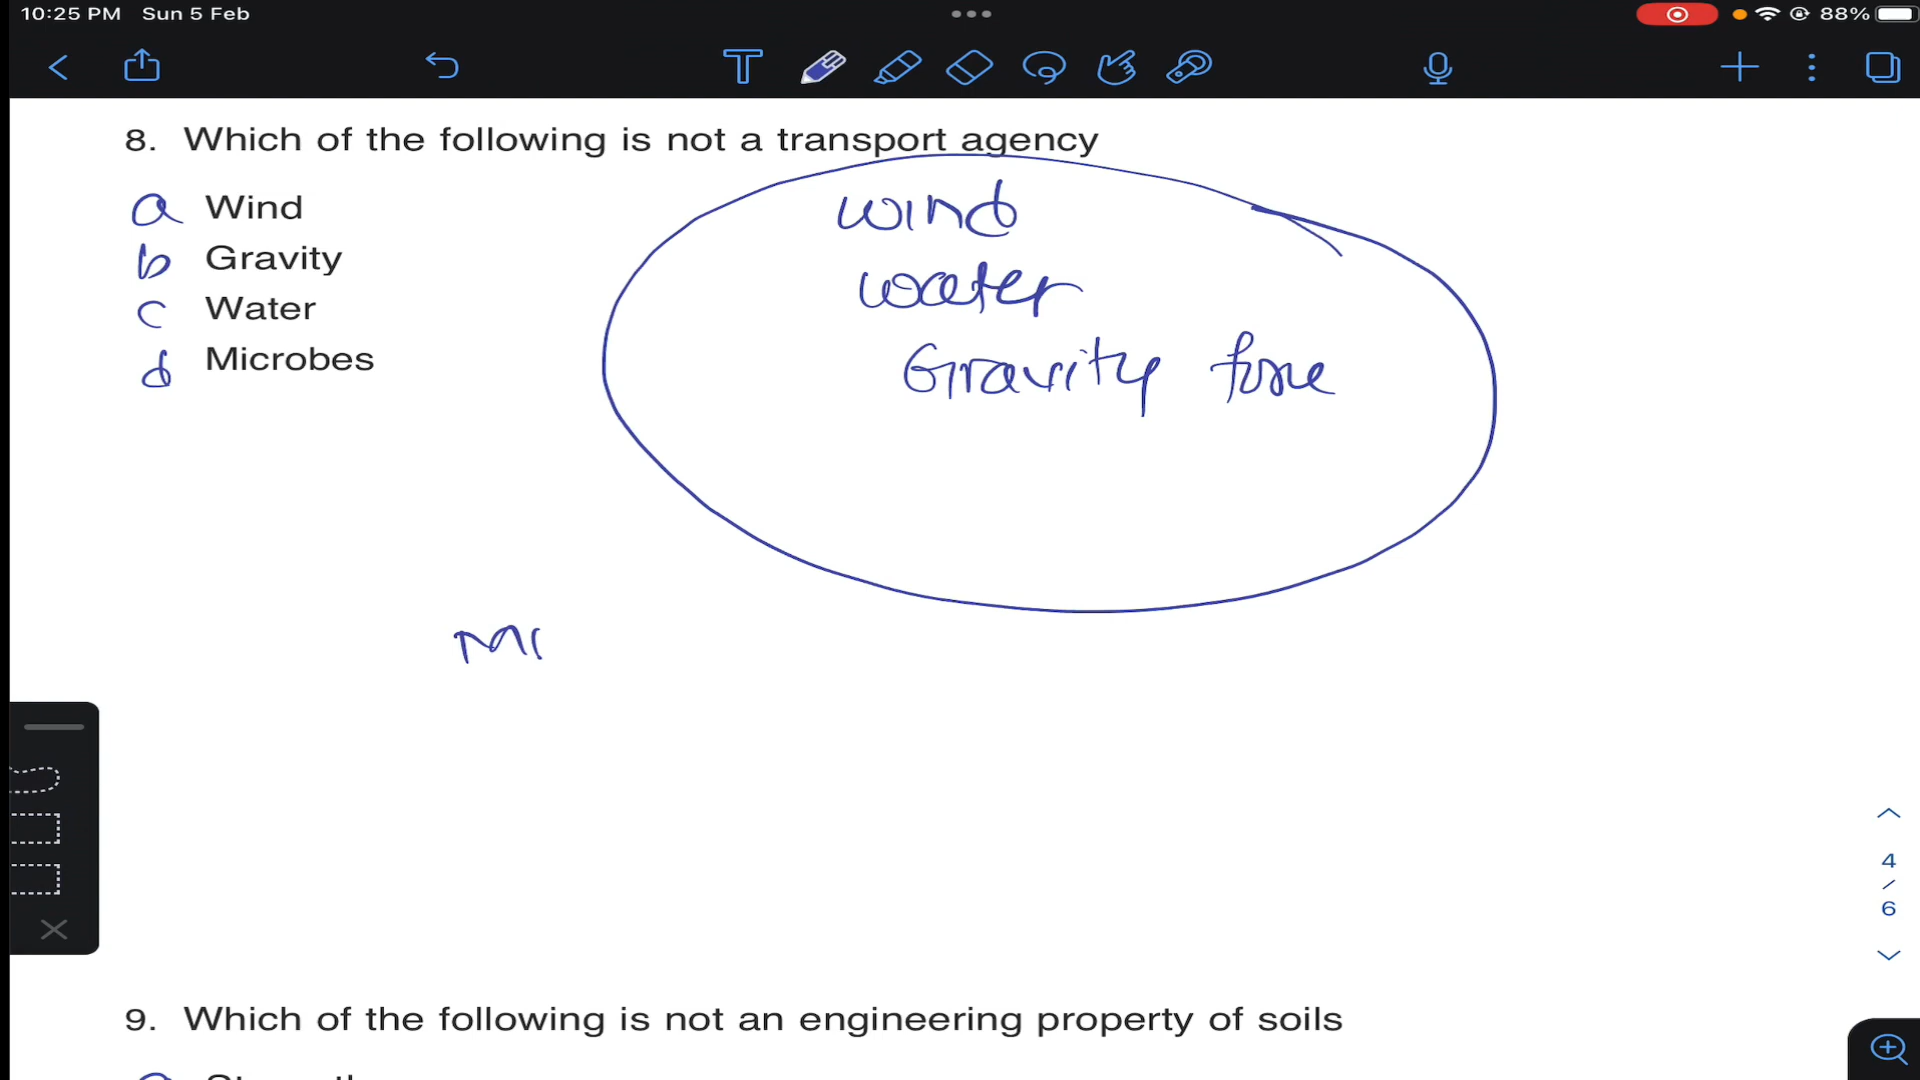 10:25 PM Sun 5 Feb
88%
8. Which of the following is not a transport agency
a Wind
b Gravity
c Water
d Microbes
wind
water
Gravity force
Mi
4
/
6
9. Which of the following is not an engineering property of soils